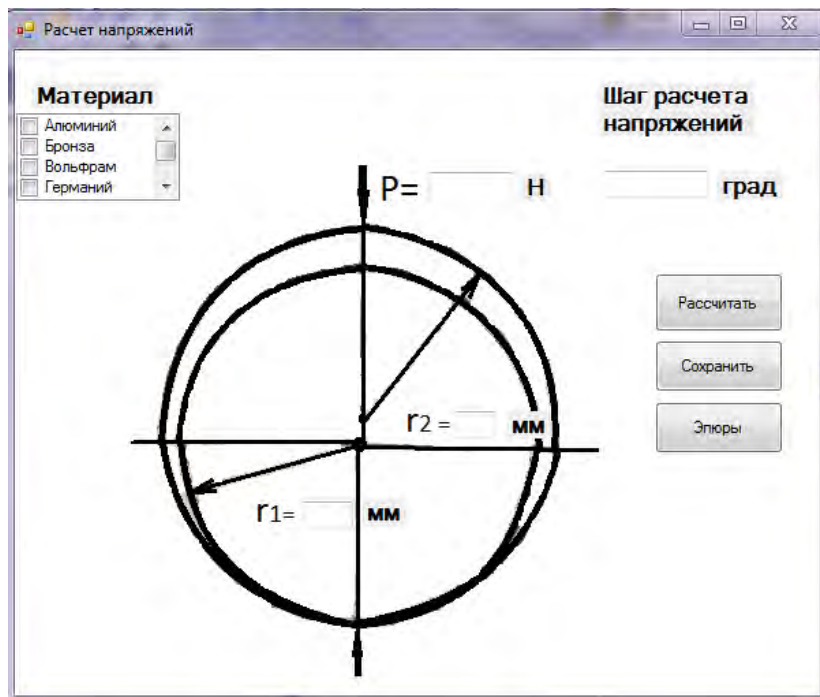 Расчет напряжений
Материал
Алюминий
Бронза
Вольфрам
Германий
Шаг расчета
напряжений
P= Н
град
Рассчитать
Сохранить
Эпюры
r2 = мм
r1= мм